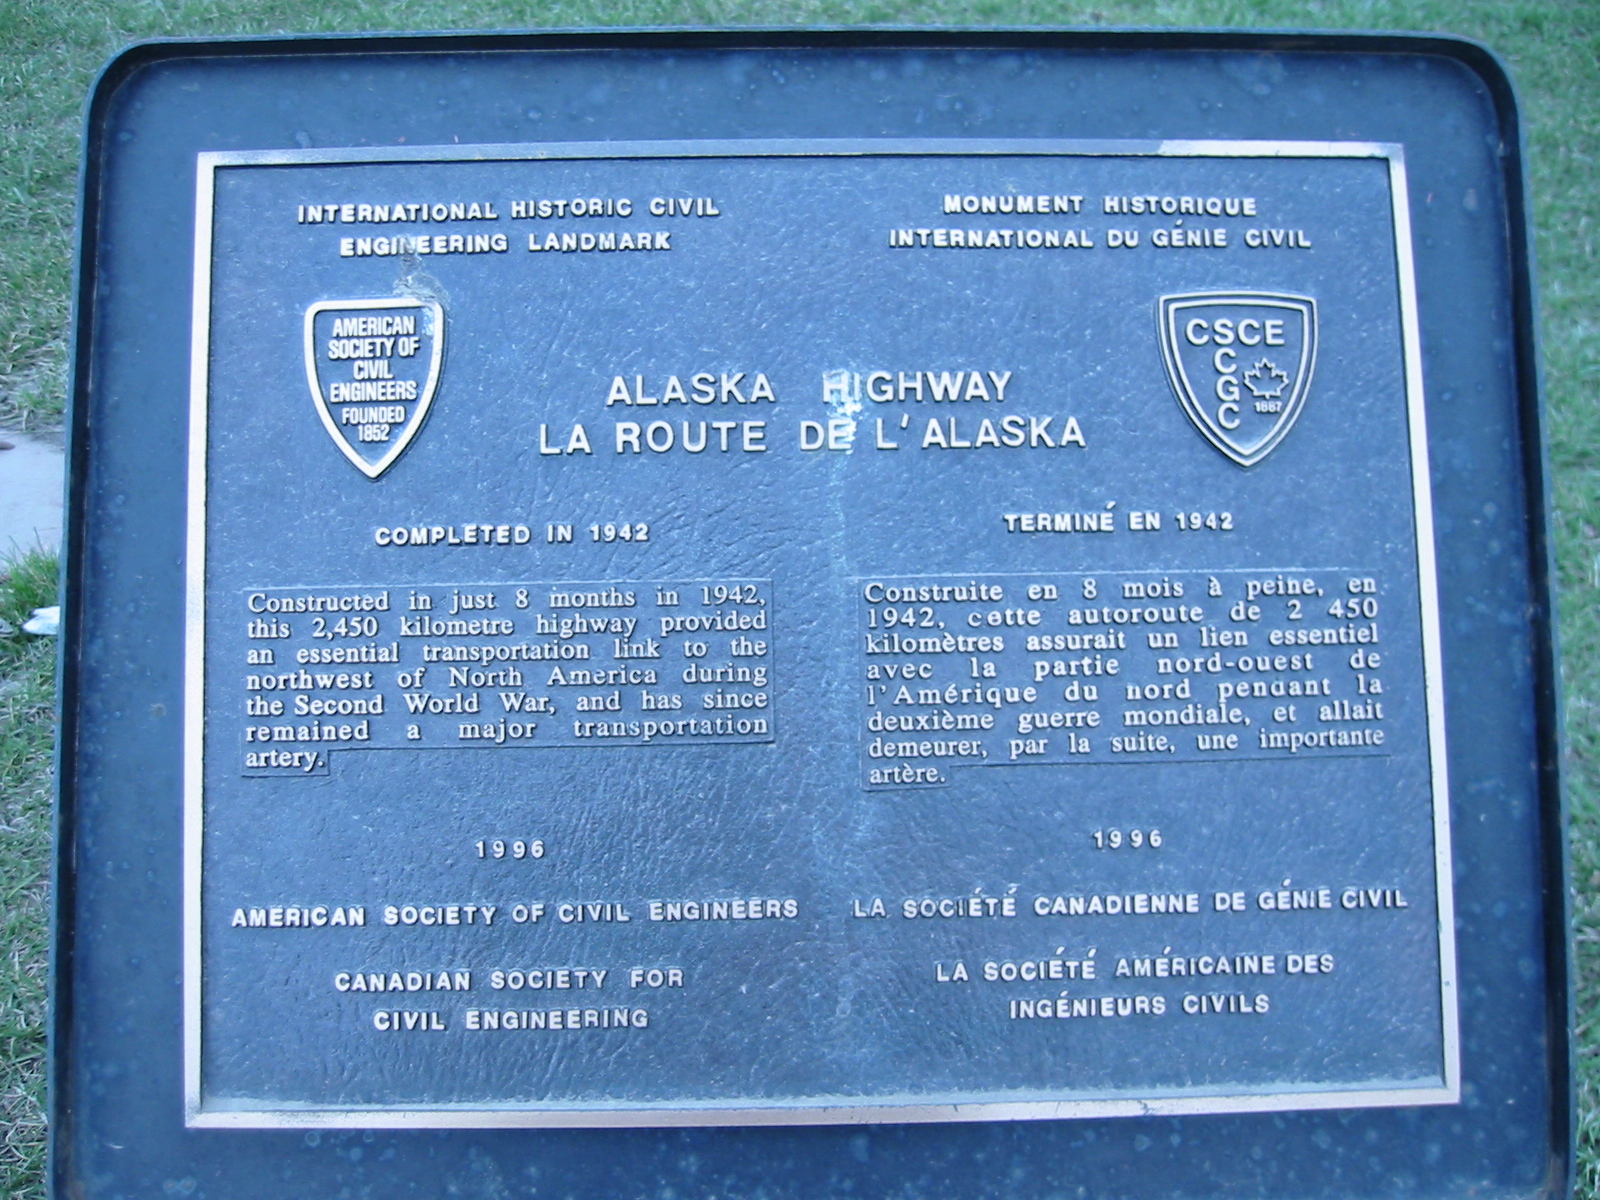 INTERNATIONAL HISTORIC CIVIL
ENGINEERING LANDMARK
MONUMENT HISTORIQUE
INTERNATIONAL DU GÉNIE CIVIL
AMERICAN
SOCIETY OF
CIVIL
ENGINEERS
FOUNDED
1852
CSCE
C
G
C
1887
ALASKA HIGHWAY
LA ROUTE DE L'ALASKA
COMPLETED IN 1942
Constructed in just 8 months in 1942,
this 2,450 kilometre highway provided
an essential transportation link to the
northwest of North America during
the Second World War, and has since
remained a major transportation
artery.
1996
AMERICAN SOCIETY OF CIVIL ENGINEERS
CANADIAN SOCIETY FOR
CIVIL ENGINEERING
TERMINÉ EN 1942
Construite en 8 mois à peine, en
1942, cette autoroute de 2 450
kilomètres assurait un lien essentiel
avec la partie nord-ouest de
l'Amérique du nord pendant la
deuxième guerre mondiale, et allait
demeurer, par la suite, une importante
artère.
1996
LA SOCIÉTÉ CANADIENNE DE GÉNIE CIVIL
LA SOCIÉTÉ AMÉRICAINE DES
INGÉNIEURS CIVILS